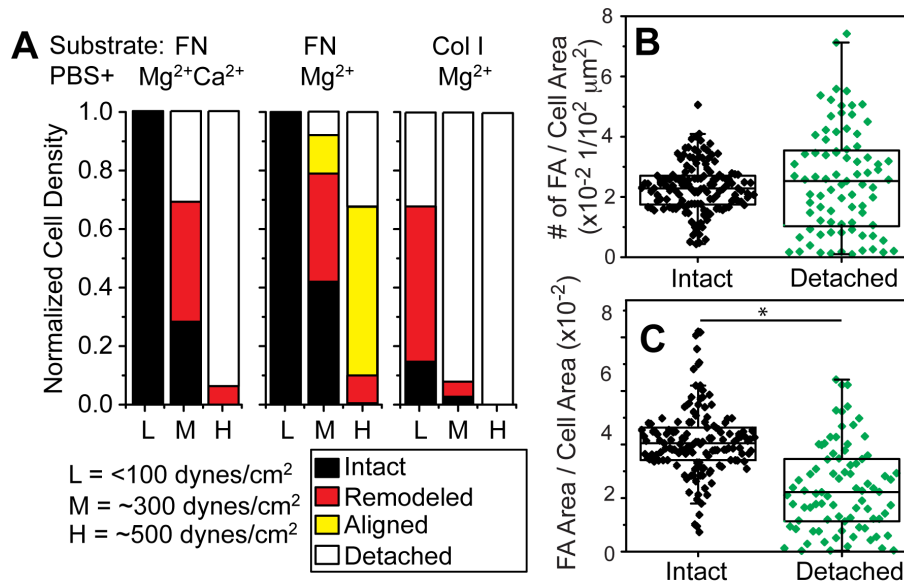 A
Substrate: FN FN Col I
PBS+ Mg²⁺Ca²⁺ Mg²⁺ Mg²⁺
Normalized Cell Density
1.0
0.8
0.6
0.4
0.2
0.0
L M H L M H L M H
L = <100 dynes/cm²
M = ~300 dynes/cm²
H = ~500 dynes/cm²
Intact
Remodeled
Aligned
Detached
B
# of FA / Cell Area
(x10⁻² 1/10² μm²)
8
6
4
2
0
Intact Detached
C
FA Area / Cell Area (x10⁻²)
8
6
4
2
0
*
Intact Detached